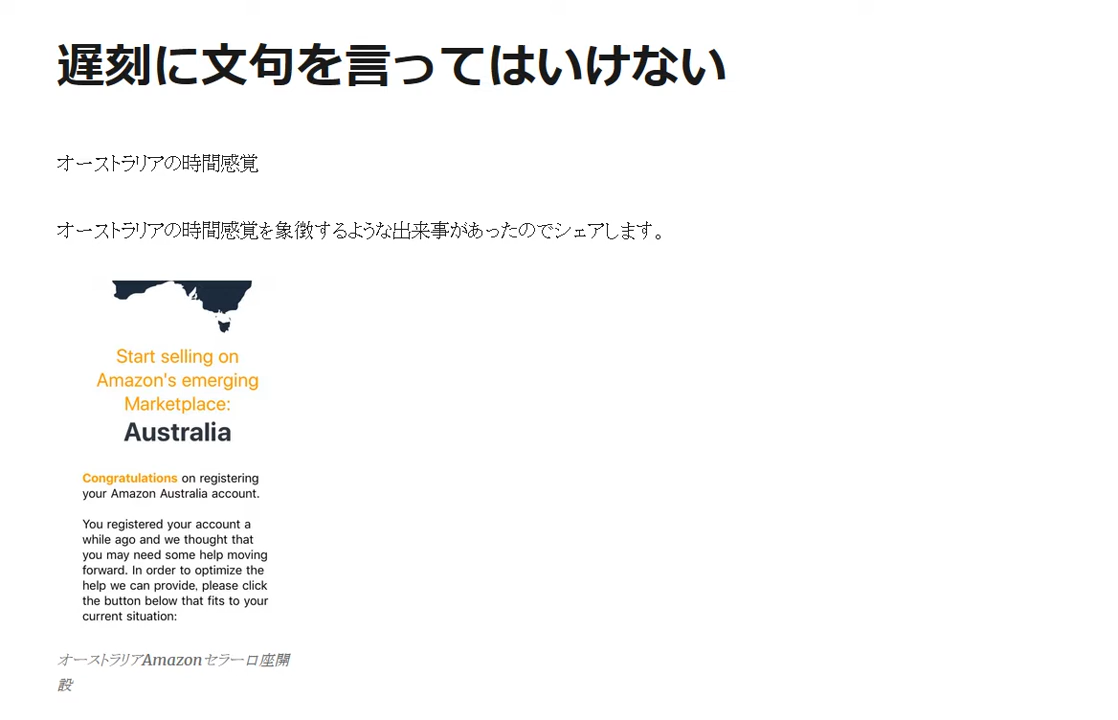 遅刻に文句を言ってはいけない
オーストラリアの時間感覚
オーストラリアの時間感覚を象徴するような出来事があったのでシェアします。
Start selling on
Amazon's emerging
Marketplace:
Australia
Congratulations on registering
your Amazon Australia account.
You registered your account a
while ago and we thought that
you may need some help moving
forward. In order to optimize the
help we can provide, please click
the button below that fits to your
current situation:
オーストラリアAmazonセラー口座開
設